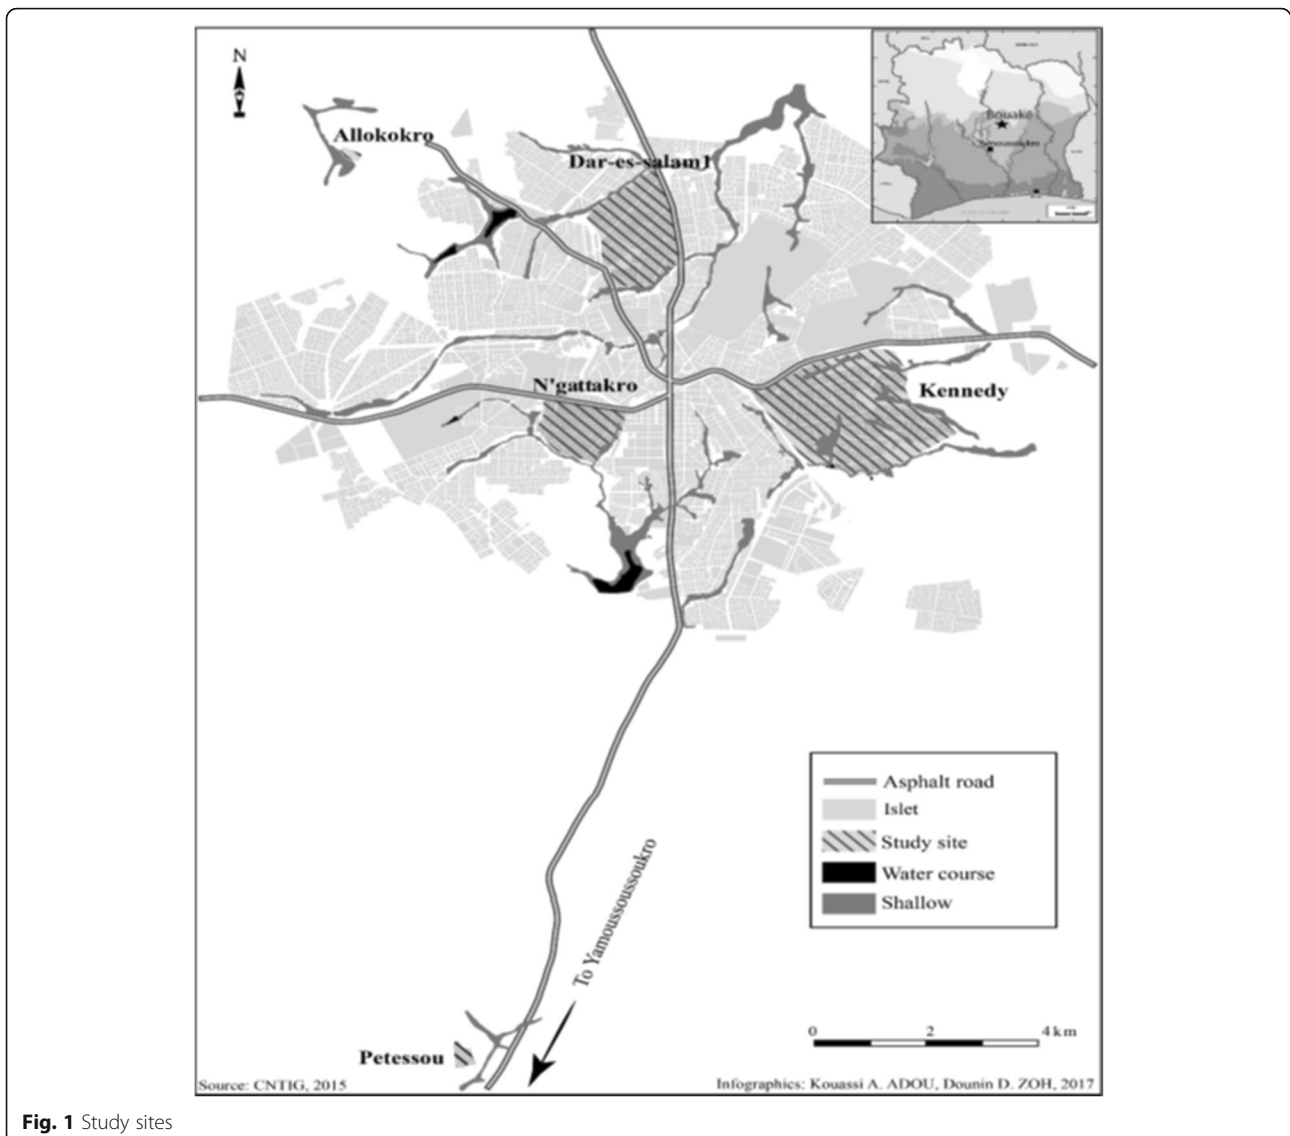 N
Allokokro
Dar-es-salam1
Bouaké
N'gattakro
Kennedy
Asphalt road
Islet
Study site
Water course
Shallow
To Yamoussoussoukro
0 2 4 km
Petessou
Source: CNTIG, 2015
Infographics: Kouassi A. ADOU, Dounin D. ZOH, 2017
Fig. 1 Study sites